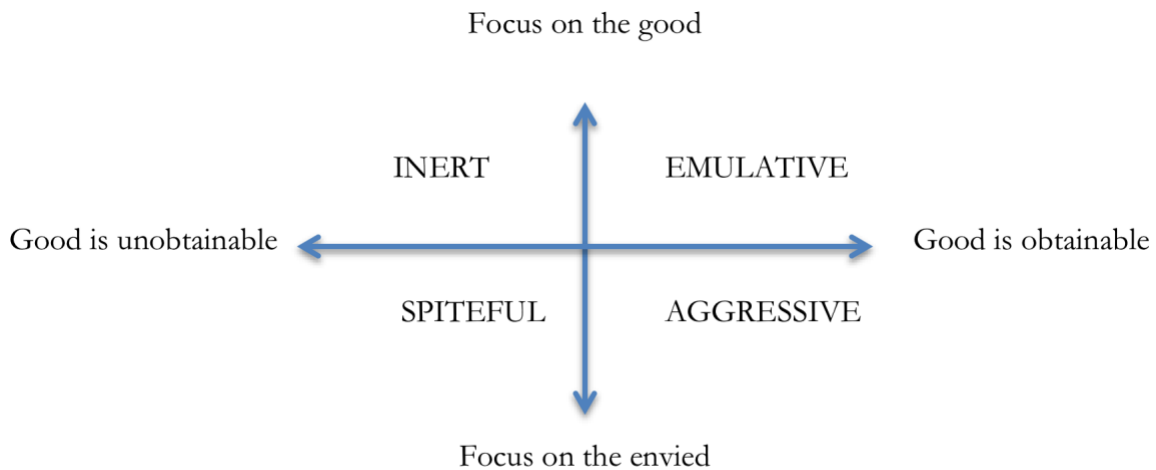 Focus on the good
INERT
EMULATIVE
Good is unobtainable
Good is obtainable
SPITEFUL
AGGRESSIVE
Focus on the envied